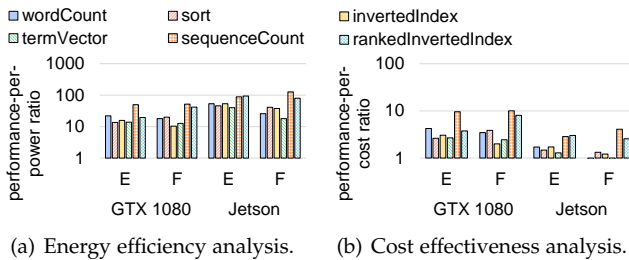 wordCount sort invertedIndex
termVector sequenceCount rankedInvertedIndex
performance-per-
power ratio
1000
100
10
1
E F E F
GTX 1080 Jetson
performance-per-
cost ratio
100
10
1
E F E F
GTX 1080 Jetson
(a) Energy efficiency analysis. (b) Cost effectiveness analysis.